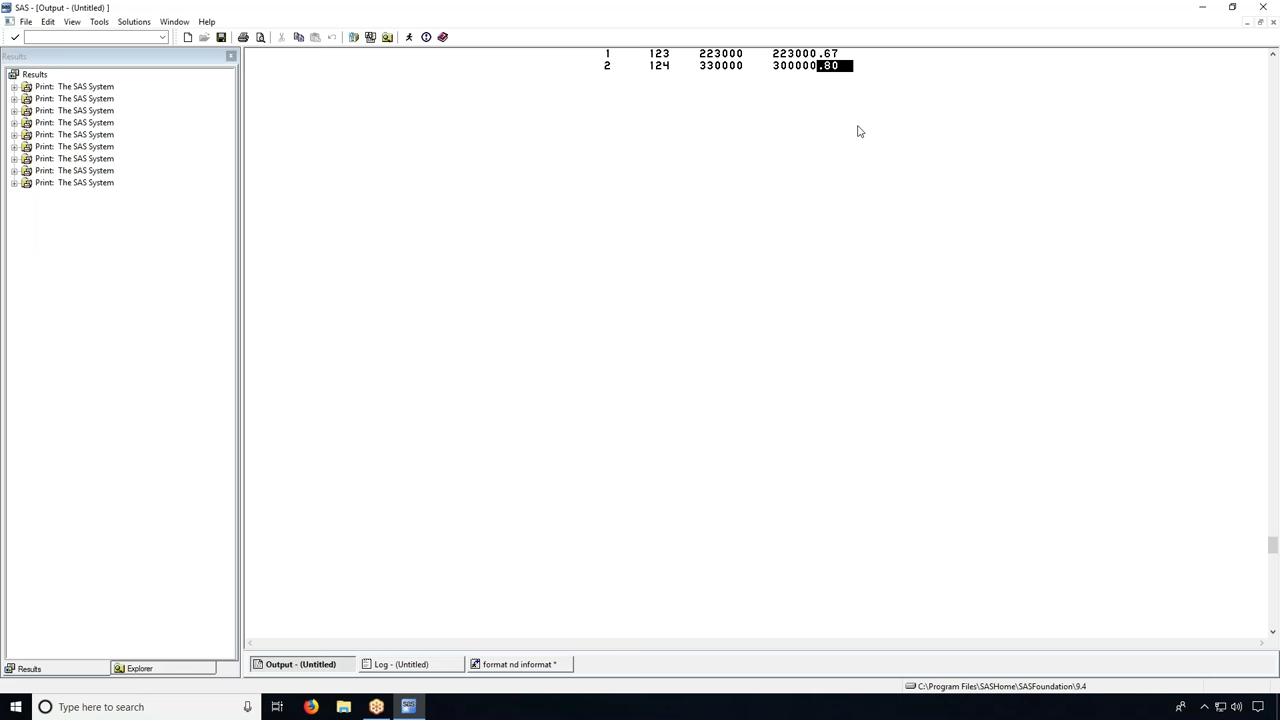 SAS - [Output - (Untitled) ]
File Edit View Tools Solutions Window Help
Results
Results
Print: The SAS System
Print: The SAS System
Print: The SAS System
Print: The SAS System
Print: The SAS System
Print: The SAS System
Print: The SAS System
Print: The SAS System
Print: The SAS System
1 123 223000 223000.67
2 124 330000 300000.80
Results Explorer
Output - (Untitled) Log - (Untitled) format nd informat *
C:\Program Files\SASHome\SASFoundation\9.4
Type here to search
sas